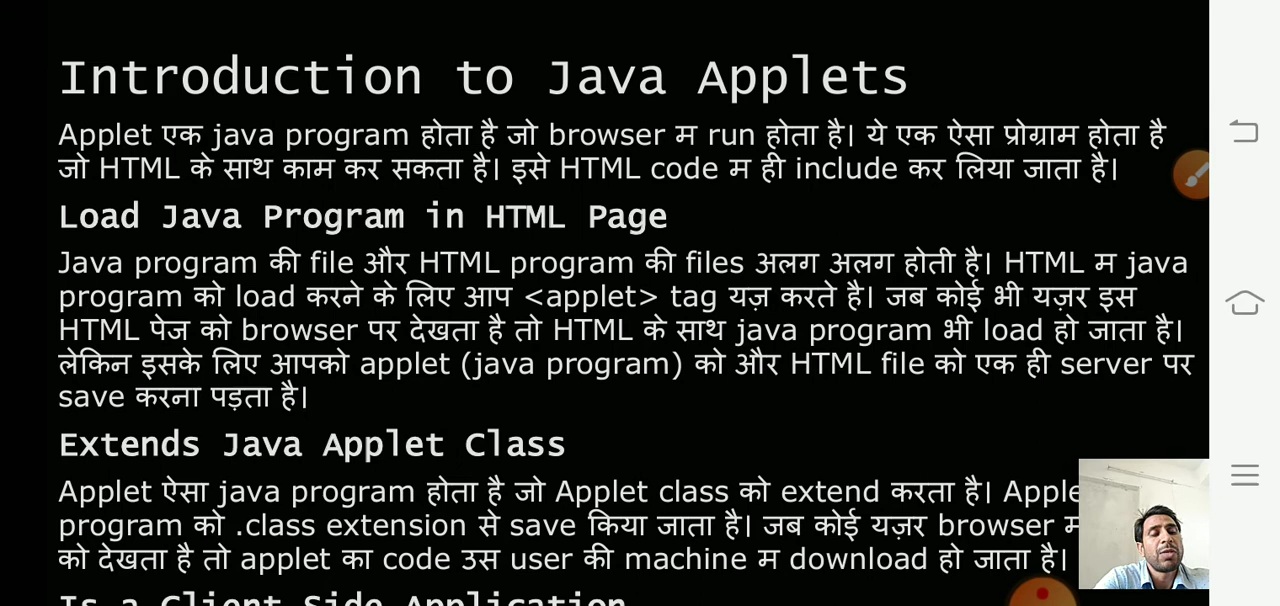 Introduction to Java Applets
Applet एक java program होता है जो browser म run होता है। ये एक ऐसा प्रोग्राम होता है
जो HTML के साथ काम कर सकता है। इसे HTML code म ही include कर लिया जाता है।
Load Java Program in HTML Page
Java program की file और HTML program की files अलग अलग होती है। HTML म java
program को load करने के लिए आप <applet> tag यज़ करते है। जब कोई भी यज़र इस
HTML पेज को browser पर देखता है तो HTML के साथ java program भी load हो जाता है।
लेकिन इसके लिए आपको applet (java program) को और HTML file को एक ही server पर
save करना पड़ता है।
Extends Java Applet Class
Applet ऐसा java program होता है जो Applet class को extend करता है। Apple
program को .class extension से save किया जाता है। जब कोई यज़र browser म
को देखता है तो applet का code उस user की machine म download हो जाता है।
Is a Client Side Application